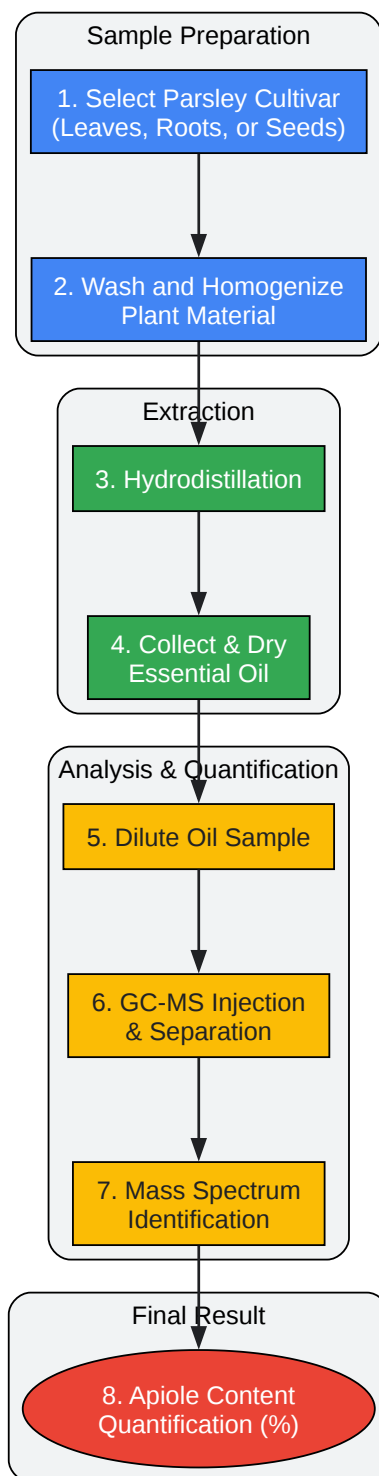 Sample Preparation
1. Select Parsley Cultivar
(Leaves, Roots, or Seeds)
2. Wash and Homogenize
Plant Material
Extraction
3. Hydrodistillation
4. Collect & Dry
Essential Oil
Analysis & Quantification
5. Dilute Oil Sample
6. GC-MS Injection
& Separation
7. Mass Spectrum
Identification
Final Result
8. Apiole Content
Quantification (%)